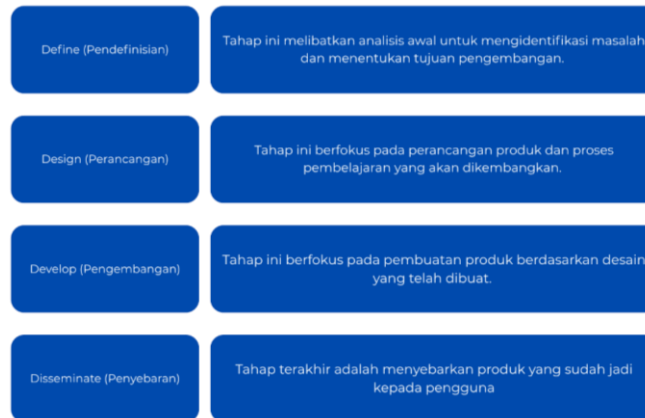 Define (Pendefinisian)
Tahap ini melibatkan analisis awal untuk mengidentifikasi masalah
dan menentukan tujuan pengembangan.
Design (Perancangan)
Tahap ini berfokus pada perancangan produk dan proses
pembelajaran yang akan dikembangkan.
Develop (Pengembangan)
Tahap ini berfokus pada pembuatan produk berdasarkan desain
yang telah dibuat.
Disseminate (Penyebaran)
Tahap terakhir adalah menyebarkan produk yang sudah jadi
kepada pengguna